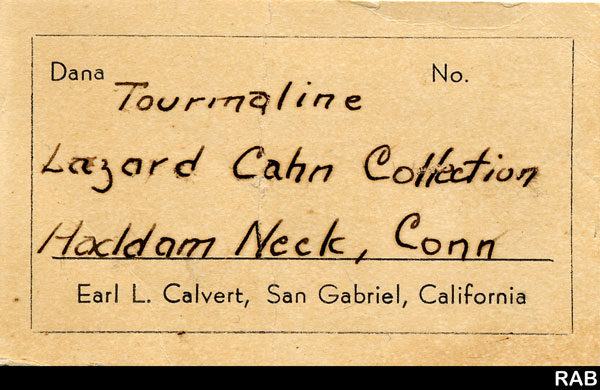 Dana No.
Tourmaline
Lazard Cahn Collection
Haddam Neck, Conn
Earl L. Calvert, San Gabriel, California
RAB